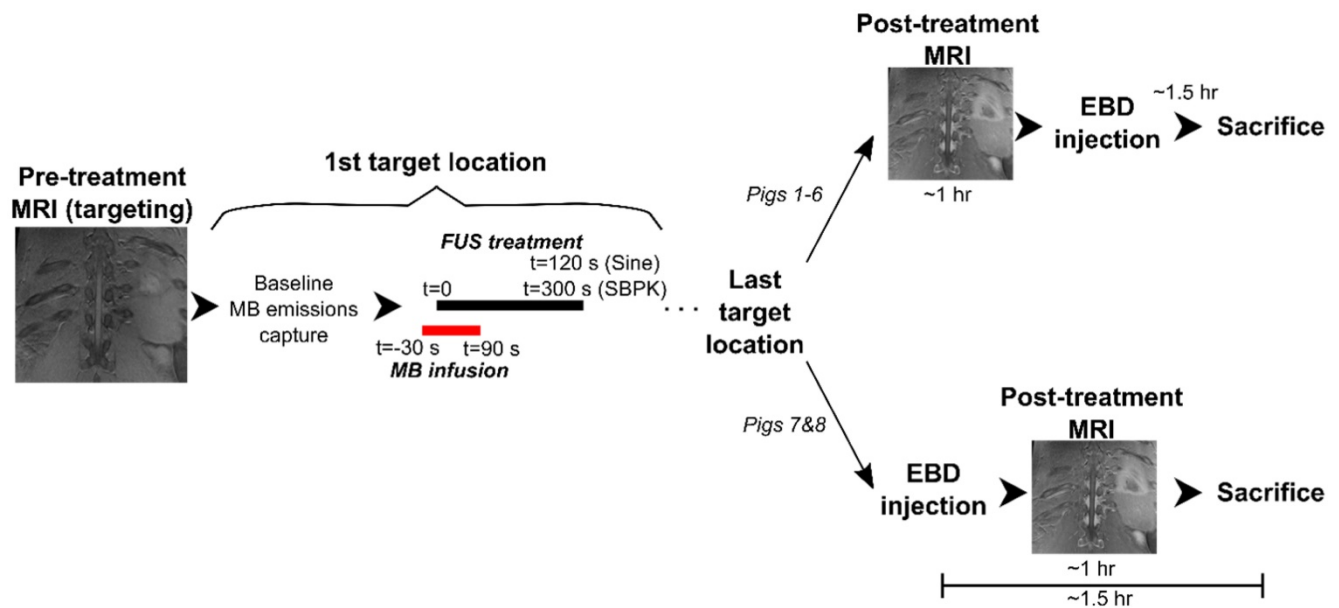 Pre-treatment
MRI (targeting)
1st target location
Baseline
MB emissions
capture
FUS treatment
t=120 s (Sine)
t=0
t=300 s (SBPK)
t=-30 s
t=90 s
MB infusion
. . .
Last
target
location
Pigs 1-6
Post-treatment
MRI
~1 hr
EBD
injection
~1.5 hr
Sacrifice
Pigs 7&8
EBD
injection
Post-treatment
MRI
Sacrifice
~1 hr
~1.5 hr